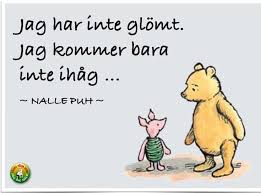 Jag har inte glömt.
Jag kommer bara
inte ihåg ...
~ NALLE PUH ~